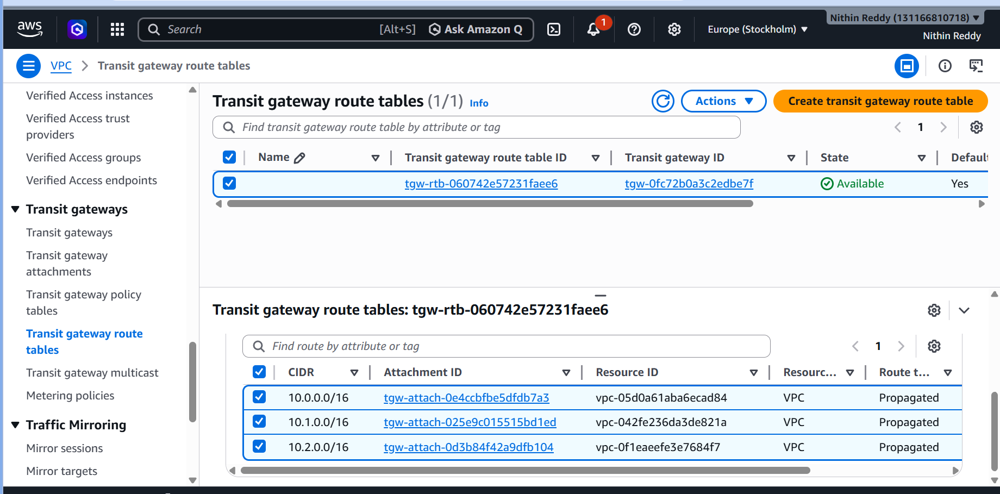 aws
Search
[Alt+S]
Ask Amazon Q
1
Europe (Stockholm)
Nithin Reddy (131166810718)
Nithin Reddy
VPC
Transit gateway route tables
Verified Access instances
Verified Access trust
providers
Verified Access groups
Verified Access endpoints
Transit gateways
Transit gateways
Transit gateway
attachments
Transit gateway policy
tables
Transit gateway route
tables
Transit gateway multicast
Metering policies
Traffic Mirroring
Mirror sessions
Mirror targets
Transit gateway route tables (1/1) Info
Actions
Create transit gateway route table
Find transit gateway route table by attribute or tag
1
Name Transit gateway route table ID Transit gateway ID State Default
tgw-rtb-060742e57231faee6 tgw-0fc72b0a3c2edbe7f Available Yes
Transit gateway route tables: tgw-rtb-060742e57231faee6
Find route by attribute or tag
1
CIDR Attachment ID Resource ID Resourc... Route t...
10.0.0.0/16 tgw-attach-0e4ccbfbe5dfdb7a3 vpc-05d0a61aba6ecad84 VPC Propagated
10.1.0.0/16 tgw-attach-025e9c015515bd1ed vpc-042fe236da3de821a VPC Propagated
10.2.0.0/16 tgw-attach-0d3b84f42a9dfb104 vpc-0f1eaeefe3e7684f7 VPC Propagated